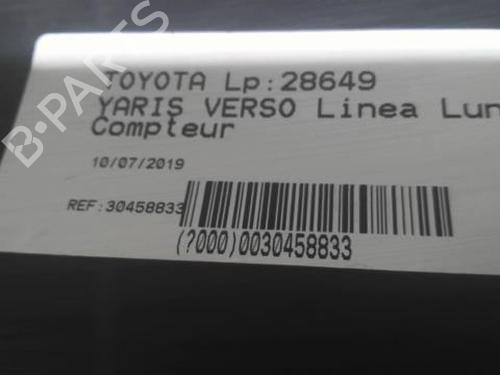 TOYOTA Lp:28649
YARIS VERSO Linea Lun
Compteur
10/07/2019
REF:30458833
(?000)0030458833
B-PARTS